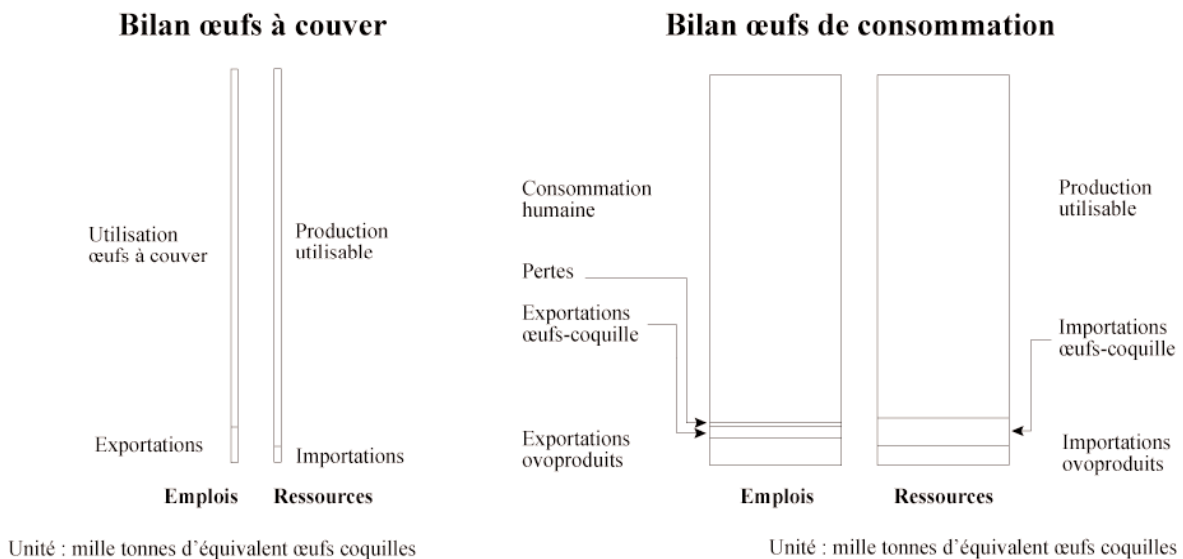 Bilan œufs à couver
Utilisation
œufs à couver
Production
utilisable
Exportations
Importations
Emplois
Ressources
Unité : mille tonnes d’équivalent œufs coquilles
Bilan œufs de consommation
Consommation
humaine
Pertes
Exportations
œufs-coquille
Exportations
ovoproduits
Production
utilisable
Importations
œufs-coquille
Importations
ovoproduits
Emplois
Ressources
Unité : mille tonnes d’équivalent œufs coquilles